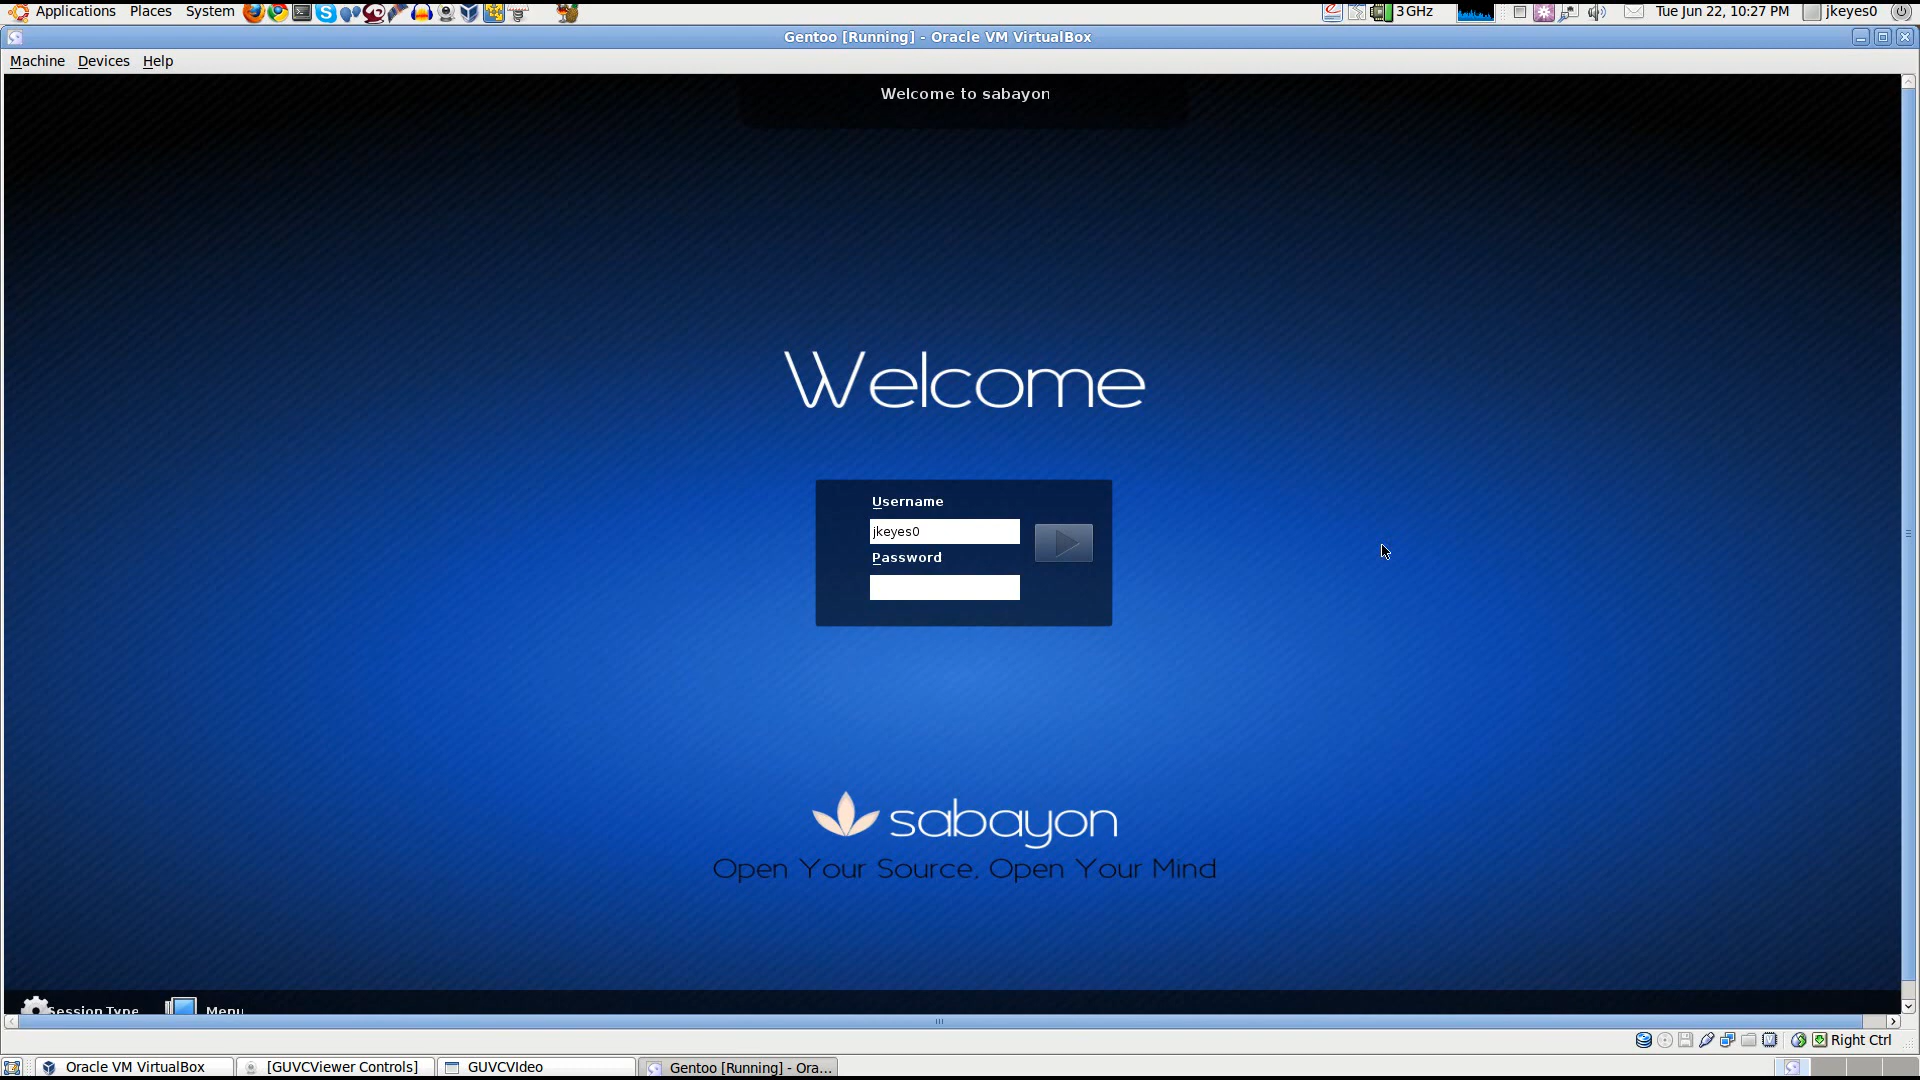 Applications Places System 3 GHz Tue Jun 22, 10:27 PM jkeyes0
Gentoo [Running] - Oracle VM VirtualBox
Machine Devices Help
Welcome to sabayon
Welcome
Username
jkeyes0
Password
sabayon
Open Your Source, Open Your Mind
Session Type Menu
Right Ctrl
Oracle VM VirtualBox [GUVCViewer Controls] GUVCVIdeo Gentoo [Running] - Ora...